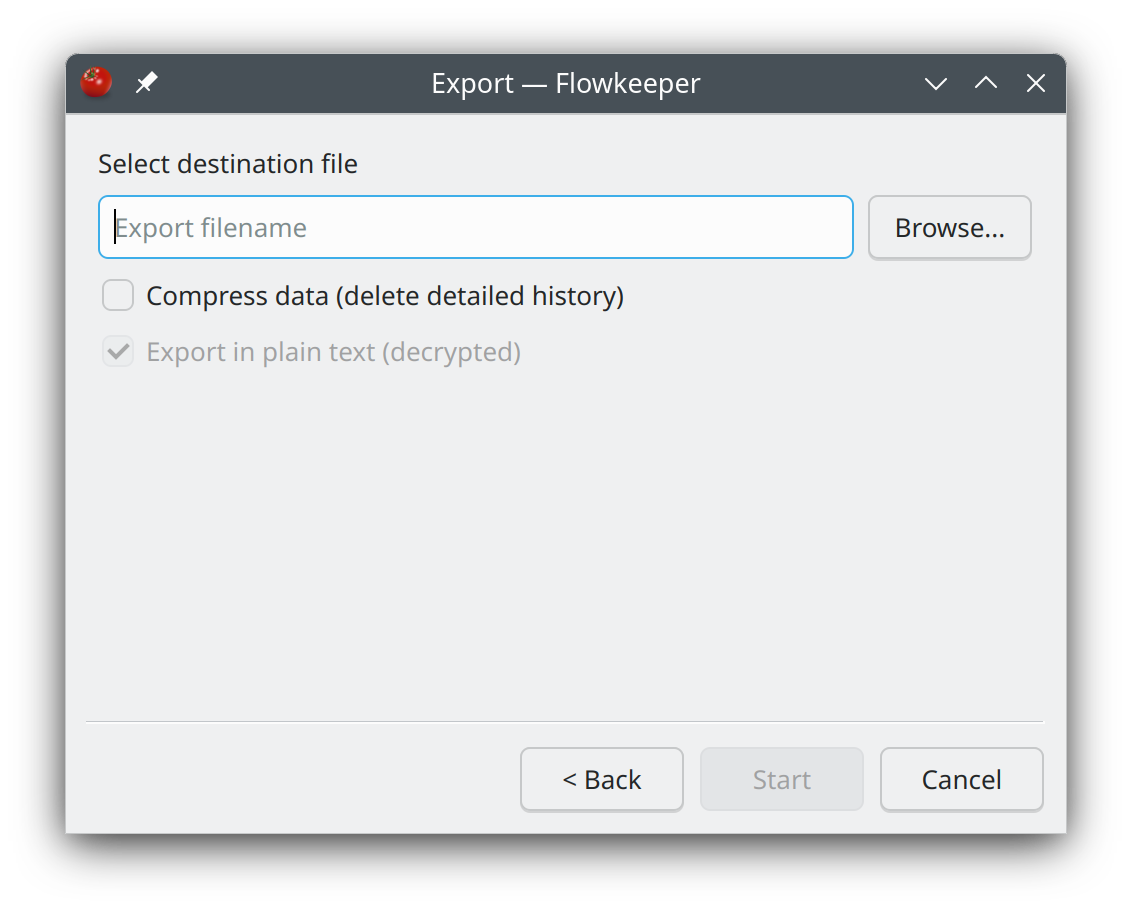 Export — Flowkeeper
Select destination file
Export filename
Browse...
Compress data (delete detailed history)
Export in plain text (decrypted)
< Back
Start
Cancel